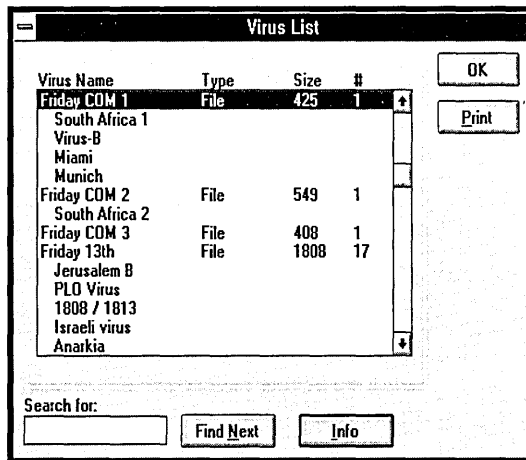 Virus List
Virus Name Type Size #
Friday COM 1 File 425 1
South Africa 1
Virus-B
Miami
Munich
Friday COM 2 File 549 1
South Africa 2
Friday COM 3 File 408 1
Friday 13th File 1808 17
Jerusalem B
PLO Virus
1808 / 1813
Israeli virus
Anarkia
OK
Print
Search for:
Find Next
Info